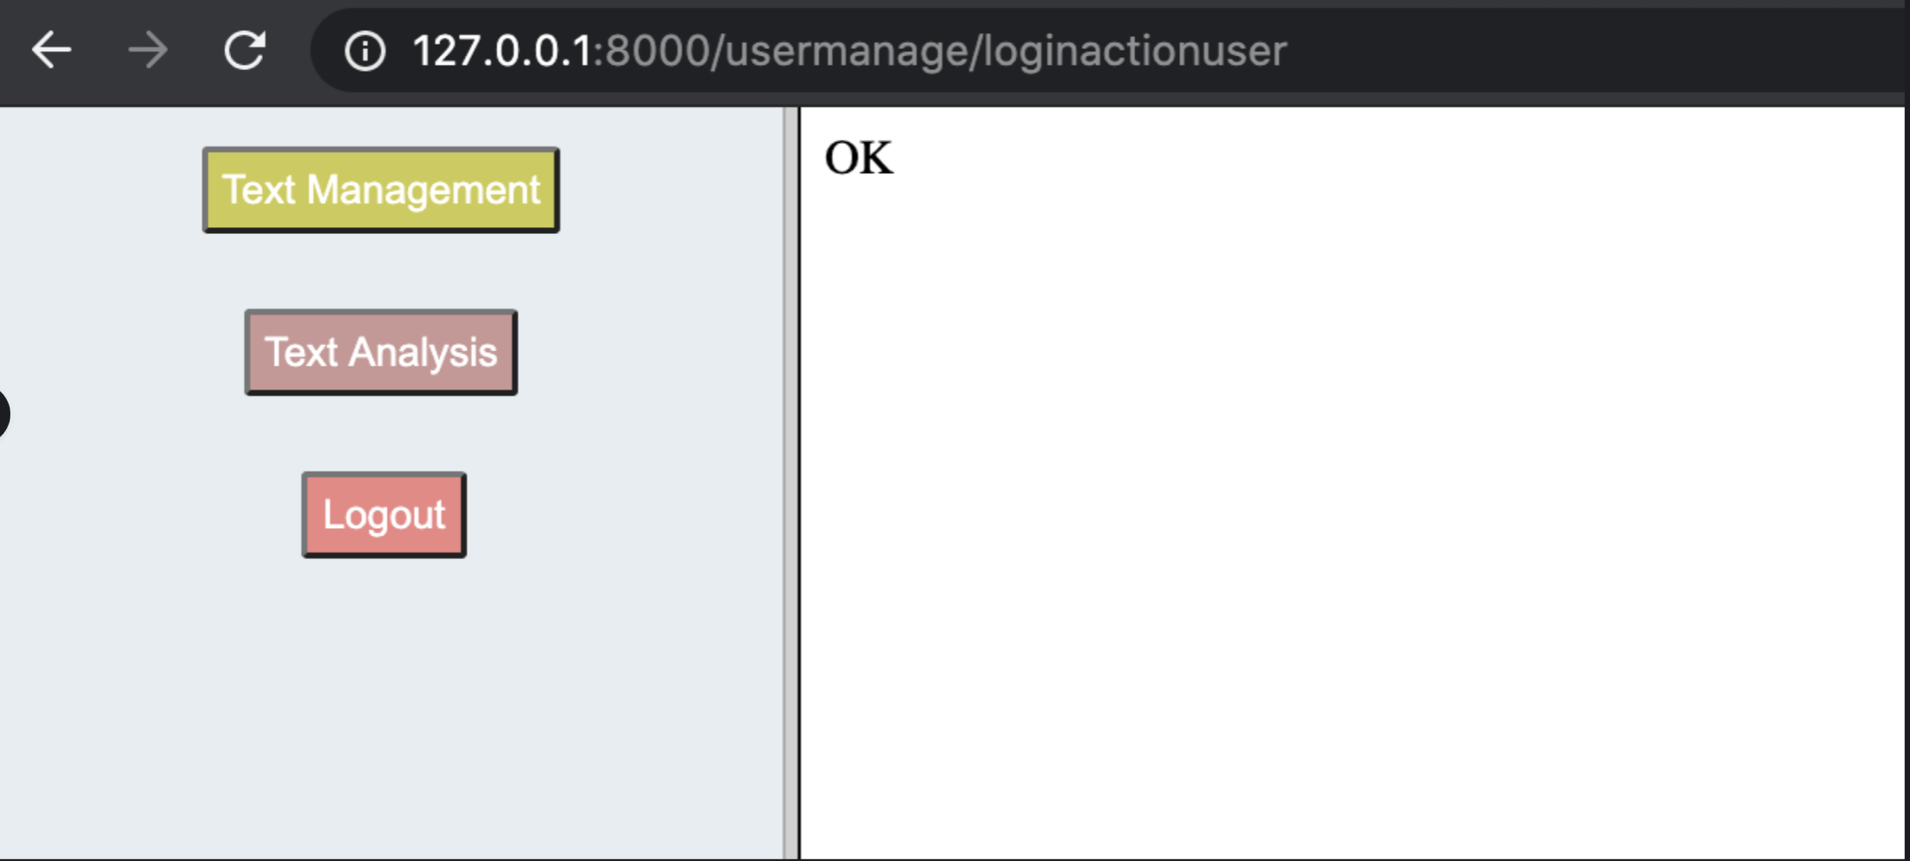 127.0.0.1:8000/usermanage/loginactionuser
Text Management
Text Analysis
Logout
OK